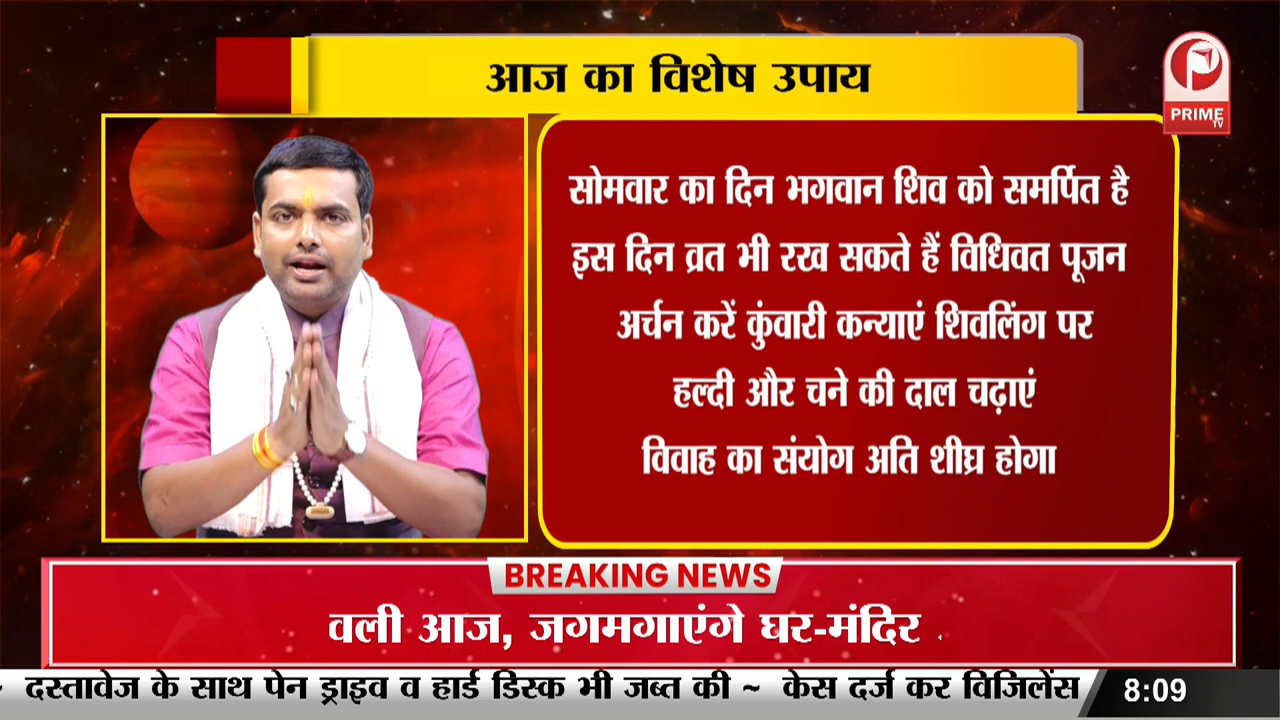 आज का विशेष उपाय
PRIME
TV
सोमवार का दिन भगवान शिव को समर्पित है
इस दिन व्रत भी रख सकते हैं विधिवत पूजन
अर्चन करें कुंवारी कन्याएं शिवलिंग पर
हल्दी और चने की दाल चढ़ाएं
विवाह का संयोग अति शीघ्र होगा
BREAKING NEWS
वली आज, जगमगाएंगे घर-मंदिर
~ दस्तावेज के साथ पेन ड्राइव व हार्ड डिस्क भी जब्त की ~ केस दर्ज कर विजिलेंस
8:09